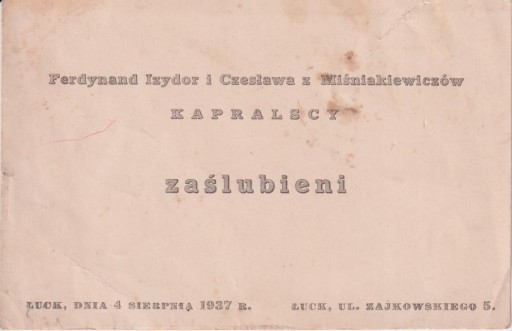 Ferdynand Izydor i Czesława z Miśniakiewiczów
KAPRALSCY
zaślubieni
ŁUCK, DNIA 4 SIERPNIA 1937 R. ŁUCK, UL. ZAJKOWSKIEGO 5.